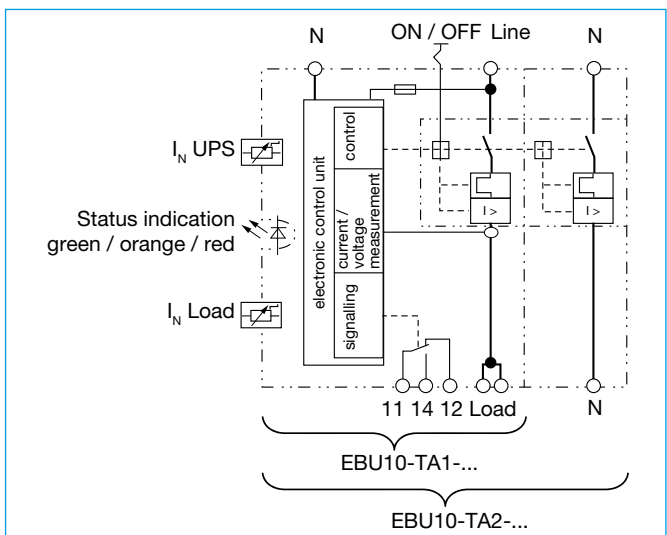 N
ON / OFF Line
N
I_N UPS
Status indication
green / orange / red
I_N Load
electronic control unit
control
current /
voltage
measurement
signalling
I >
I >
11 14 12 Load
N
EBU10-TA1-...
EBU10-TA2-...